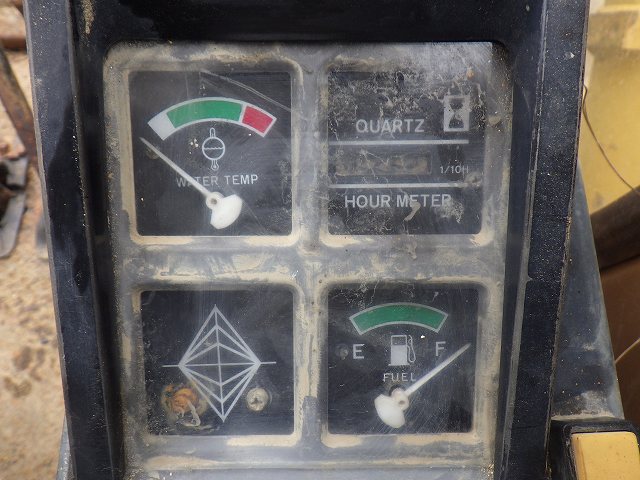 WATER TEMP
QUARTZ
1/10H
HOUR METER
E F
FUEL